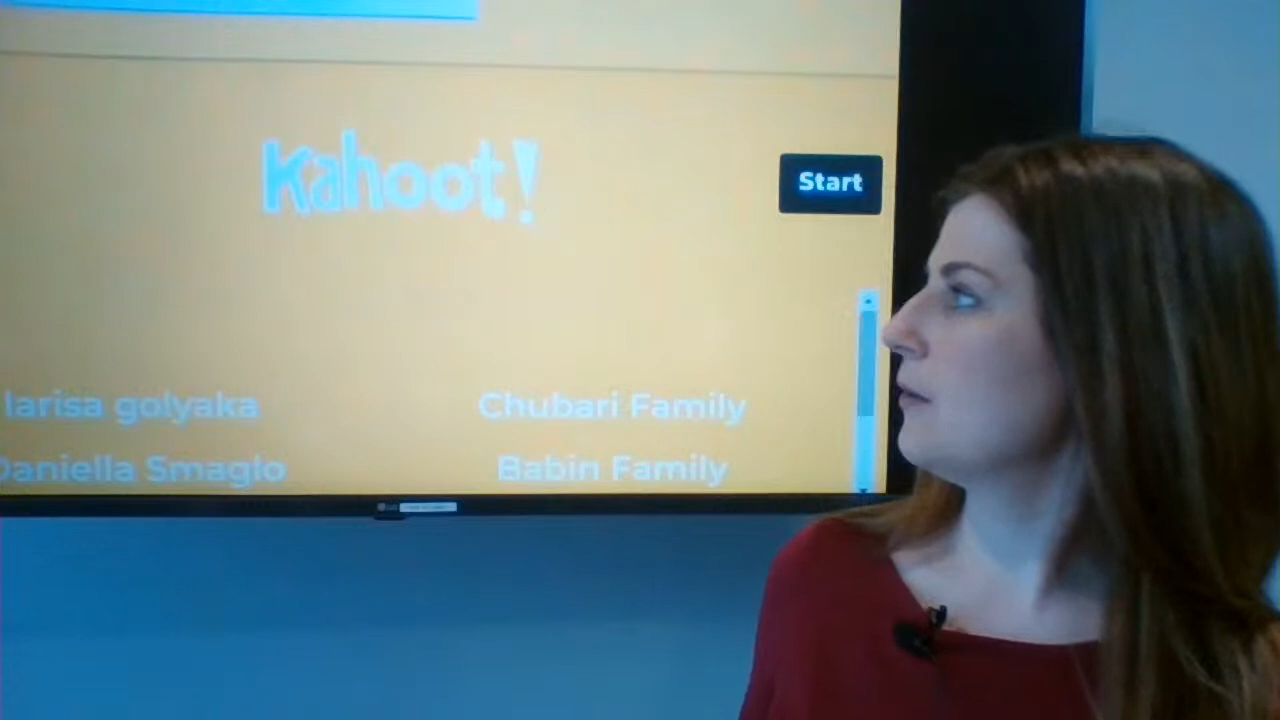 Kahoot!
Start
larisa golyaka
Chubari Family
Daniella Smaglo
Babin Family